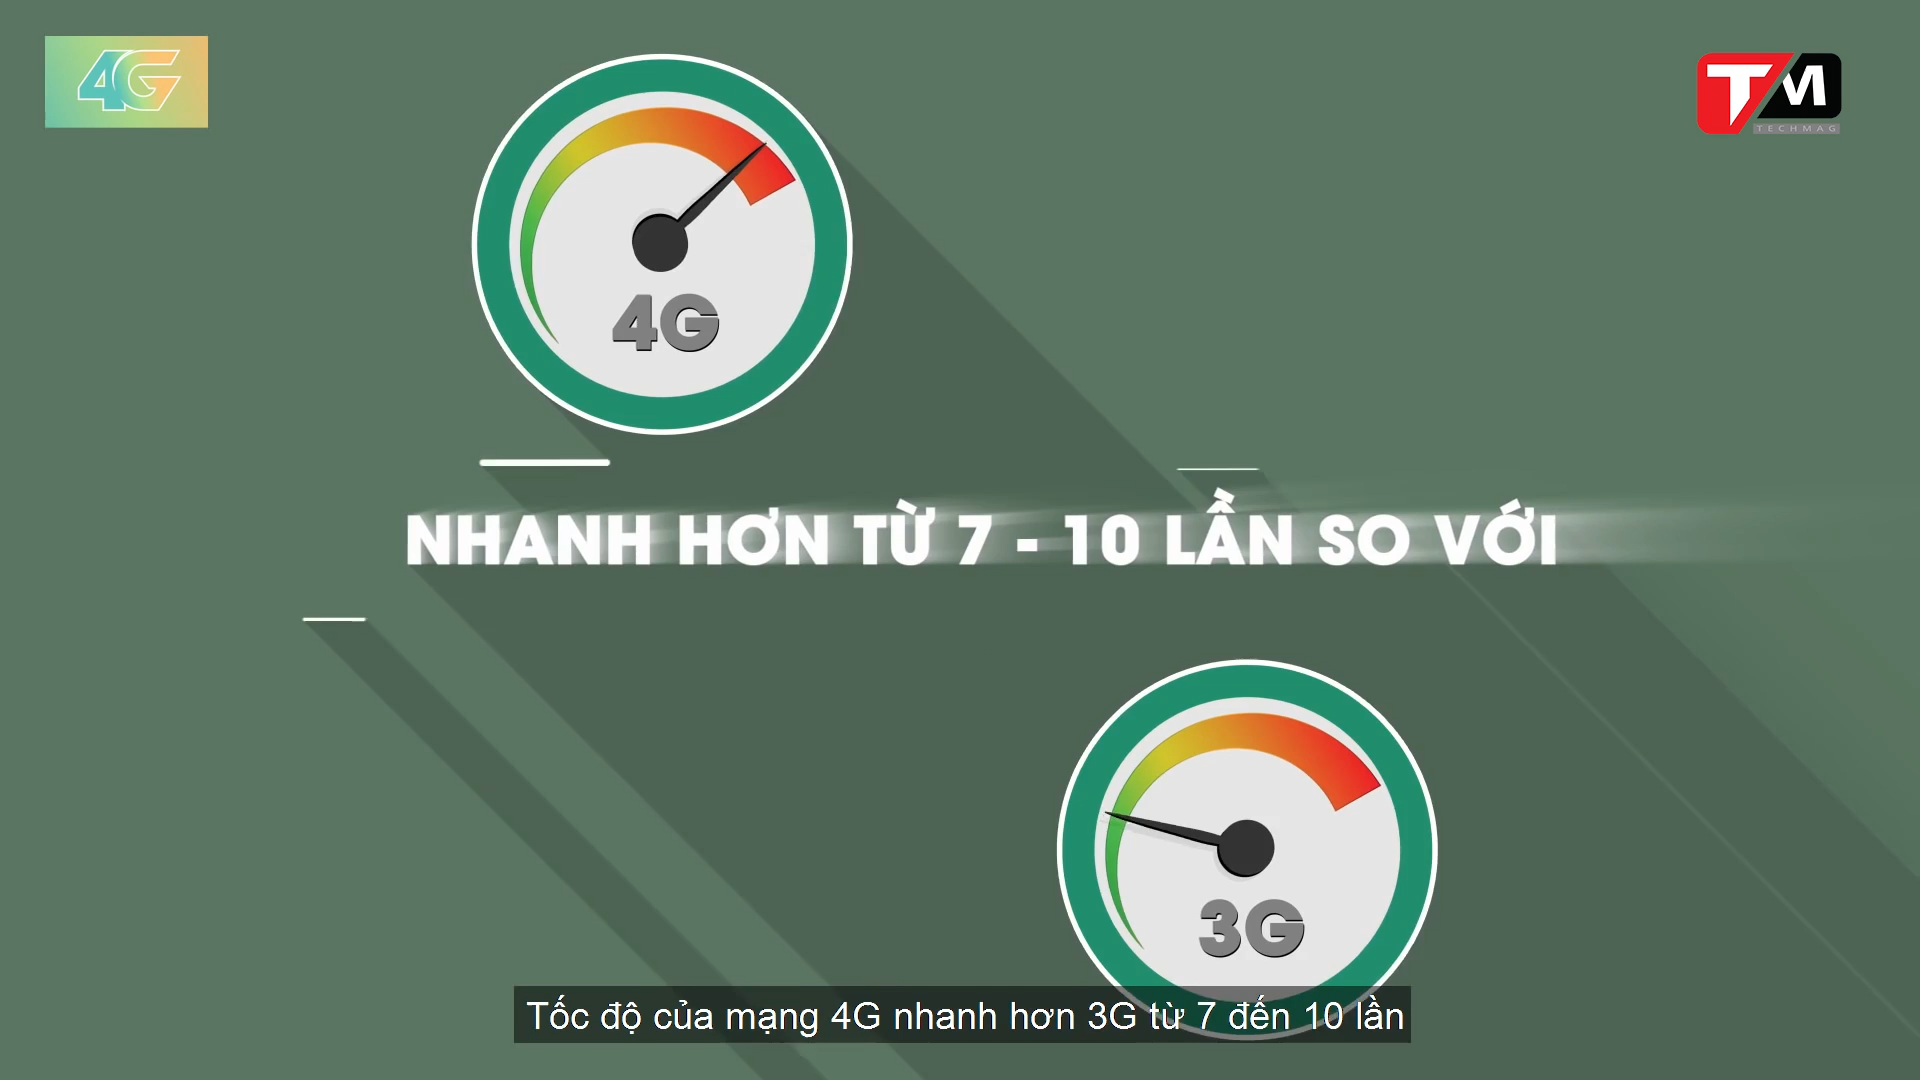 4G
TM
TECHMAG
4G
NHANH HƠN TỪ 7 - 10 LẦN SO VỚI
3G
Tốc độ của mạng 4G nhanh hơn 3G từ 7 đến 10 lần